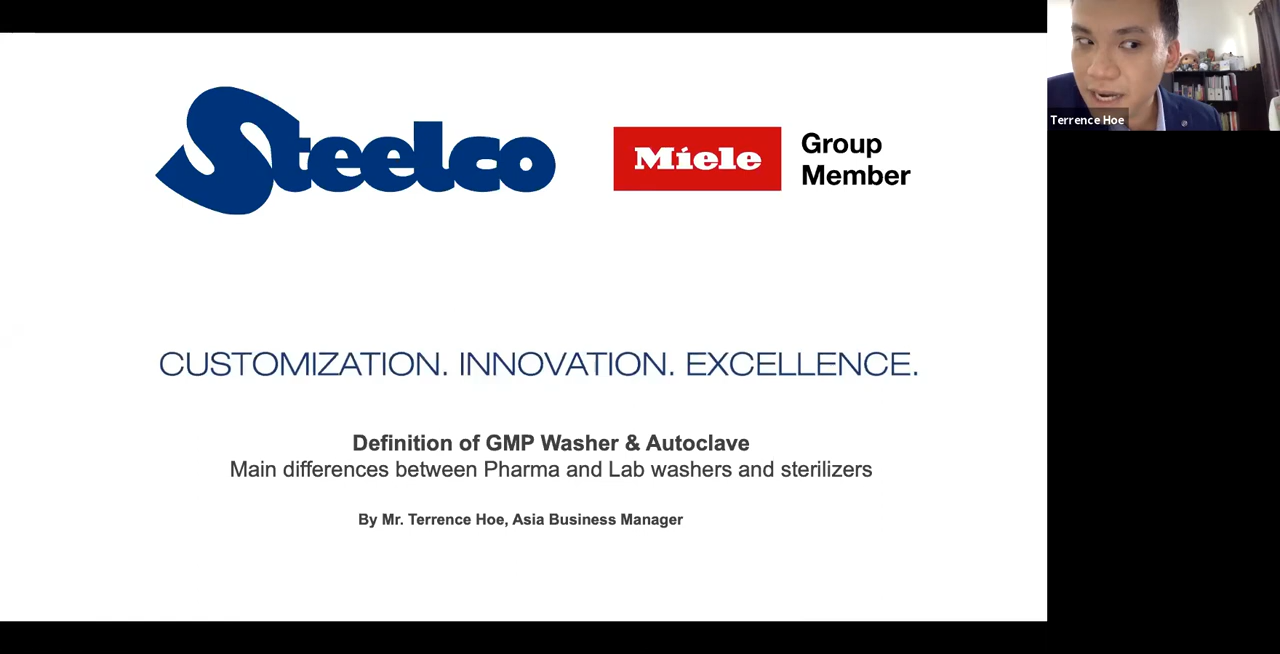 Steelco
Miele
Group
Member
Terrence Hoe
CUSTOMIZATION. INNOVATION. EXCELLENCE.
Definition of GMP Washer & Autoclave
Main differences between Pharma and Lab washers and sterilizers
By Mr. Terrence Hoe, Asia Business Manager